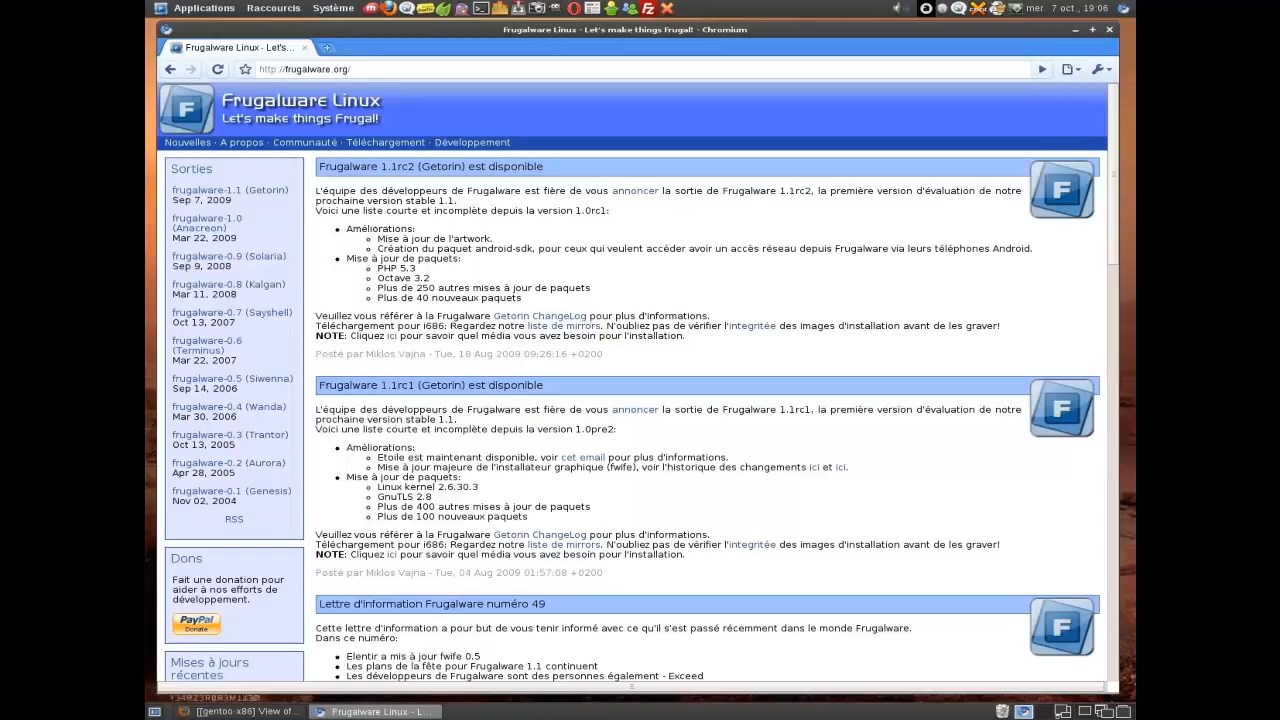 Applications Raccourcis Système
mer. 7 oct., 19:06
Frugalware Linux - Let's make things Frugal! - Chromium
Frugalware Linux - Let's...
http://frugalware.org/
Frugalware Linux
Let's make things Frugal!
Nouvelles · A propos · Communauté · Téléchargement · Développement
Sorties
frugalware-1.1 (Getorin)
Sep 7, 2009
frugalware-1.0
(Anacreon)
Mar 22, 2009
frugalware-0.9 (Solaria)
Sep 9, 2008
frugalware-0.8 (Kalgan)
Mar 11, 2008
frugalware-0.7 (Sayshell)
Oct 13, 2007
frugalware-0.6
(Terminus)
Mar 22, 2007
frugalware-0.5 (Siwenna)
Sep 14, 2006
frugalware-0.4 (Wanda)
Mar 30, 2006
frugalware-0.3 (Trantor)
Oct 13, 2005
frugalware-0.2 (Aurora)
Apr 28, 2005
frugalware-0.1 (Genesis)
Nov 02, 2004
RSS
Dons
Fait une donation pour
aider à nos efforts de
développement.
PayPal
Donate
Mises à jours
récentes
Frugalware 1.1rc2 (Getorin) est disponible
L'équipe des développeurs de Frugalware est fière de vous annoncer la sortie de Frugalware 1.1rc2, la première version d'évaluation de notre
prochaine version stable 1.1.
Voici une liste courte et incomplète depuis la version 1.0rc1:
Améliorations:
Mise à jour de l'artwork.
Création du paquet android-sdk, pour ceux qui veulent accéder avoir un accès réseau depuis Frugalware via leurs téléphones Android.
Mise à jour de paquets:
PHP 5.3
Octave 3.2
Plus de 250 autres mises à jour de paquets
Plus de 40 nouveaux paquets
Veuillez vous référer à la Frugalware Getorin ChangeLog pour plus d'informations.
Téléchargement pour i686: Regardez notre liste de mirrors. N'oubliez pas de vérifier l'integritée des images d'installation avant de les graver!
NOTE: Cliquez ici pour savoir quel média vous avez besoin pour l'installation.
Posté par Miklos Vajna - Tue, 18 Aug 2009 09:26:16 +0200
Frugalware 1.1rc1 (Getorin) est disponible
L'équipe des développeurs de Frugalware est fière de vous annoncer la sortie de Frugalware 1.1rc1, la première version d'évaluation de notre
prochaine version stable 1.1.
Voici une liste courte et incomplète depuis la version 1.0pre2:
Améliorations:
Etoile est maintenant disponible, voir cet email pour plus d'informations.
Mise à jour majeure de l'installateur graphique (fwife), voir l'historique des changements ici et ici.
Mise à jour de paquets:
Linux kernel 2.6.30.3
GnuTLS 2.8
Plus de 400 autres mises à jour de paquets
Plus de 100 nouveaux paquets
Veuillez vous référer à la Frugalware Getorin ChangeLog pour plus d'informations.
Téléchargement pour i686: Regardez notre liste de mirrors. N'oubliez pas de vérifier l'integritée des images d'installation avant de les graver!
NOTE: Cliquez ici pour savoir quel média vous avez besoin pour l'installation.
Posté par Miklos Vajna - Tue, 04 Aug 2009 01:57:08 +0200
Lettre d'information Frugalware numéro 49
Cette lettre d'information a pour but de vous tenir informé avec ce qu'il s'est passé récemment dans le monde Frugalware.
Dans ce numéro:
Elentir a mis à jour fwife 0.5
Les plans de la fête pour Frugalware 1.1 continuent
Les développeurs de Frugalware sont des personnes également - Exceed
[[gentoo-x86] View of ...
Frugalware Linux - L...